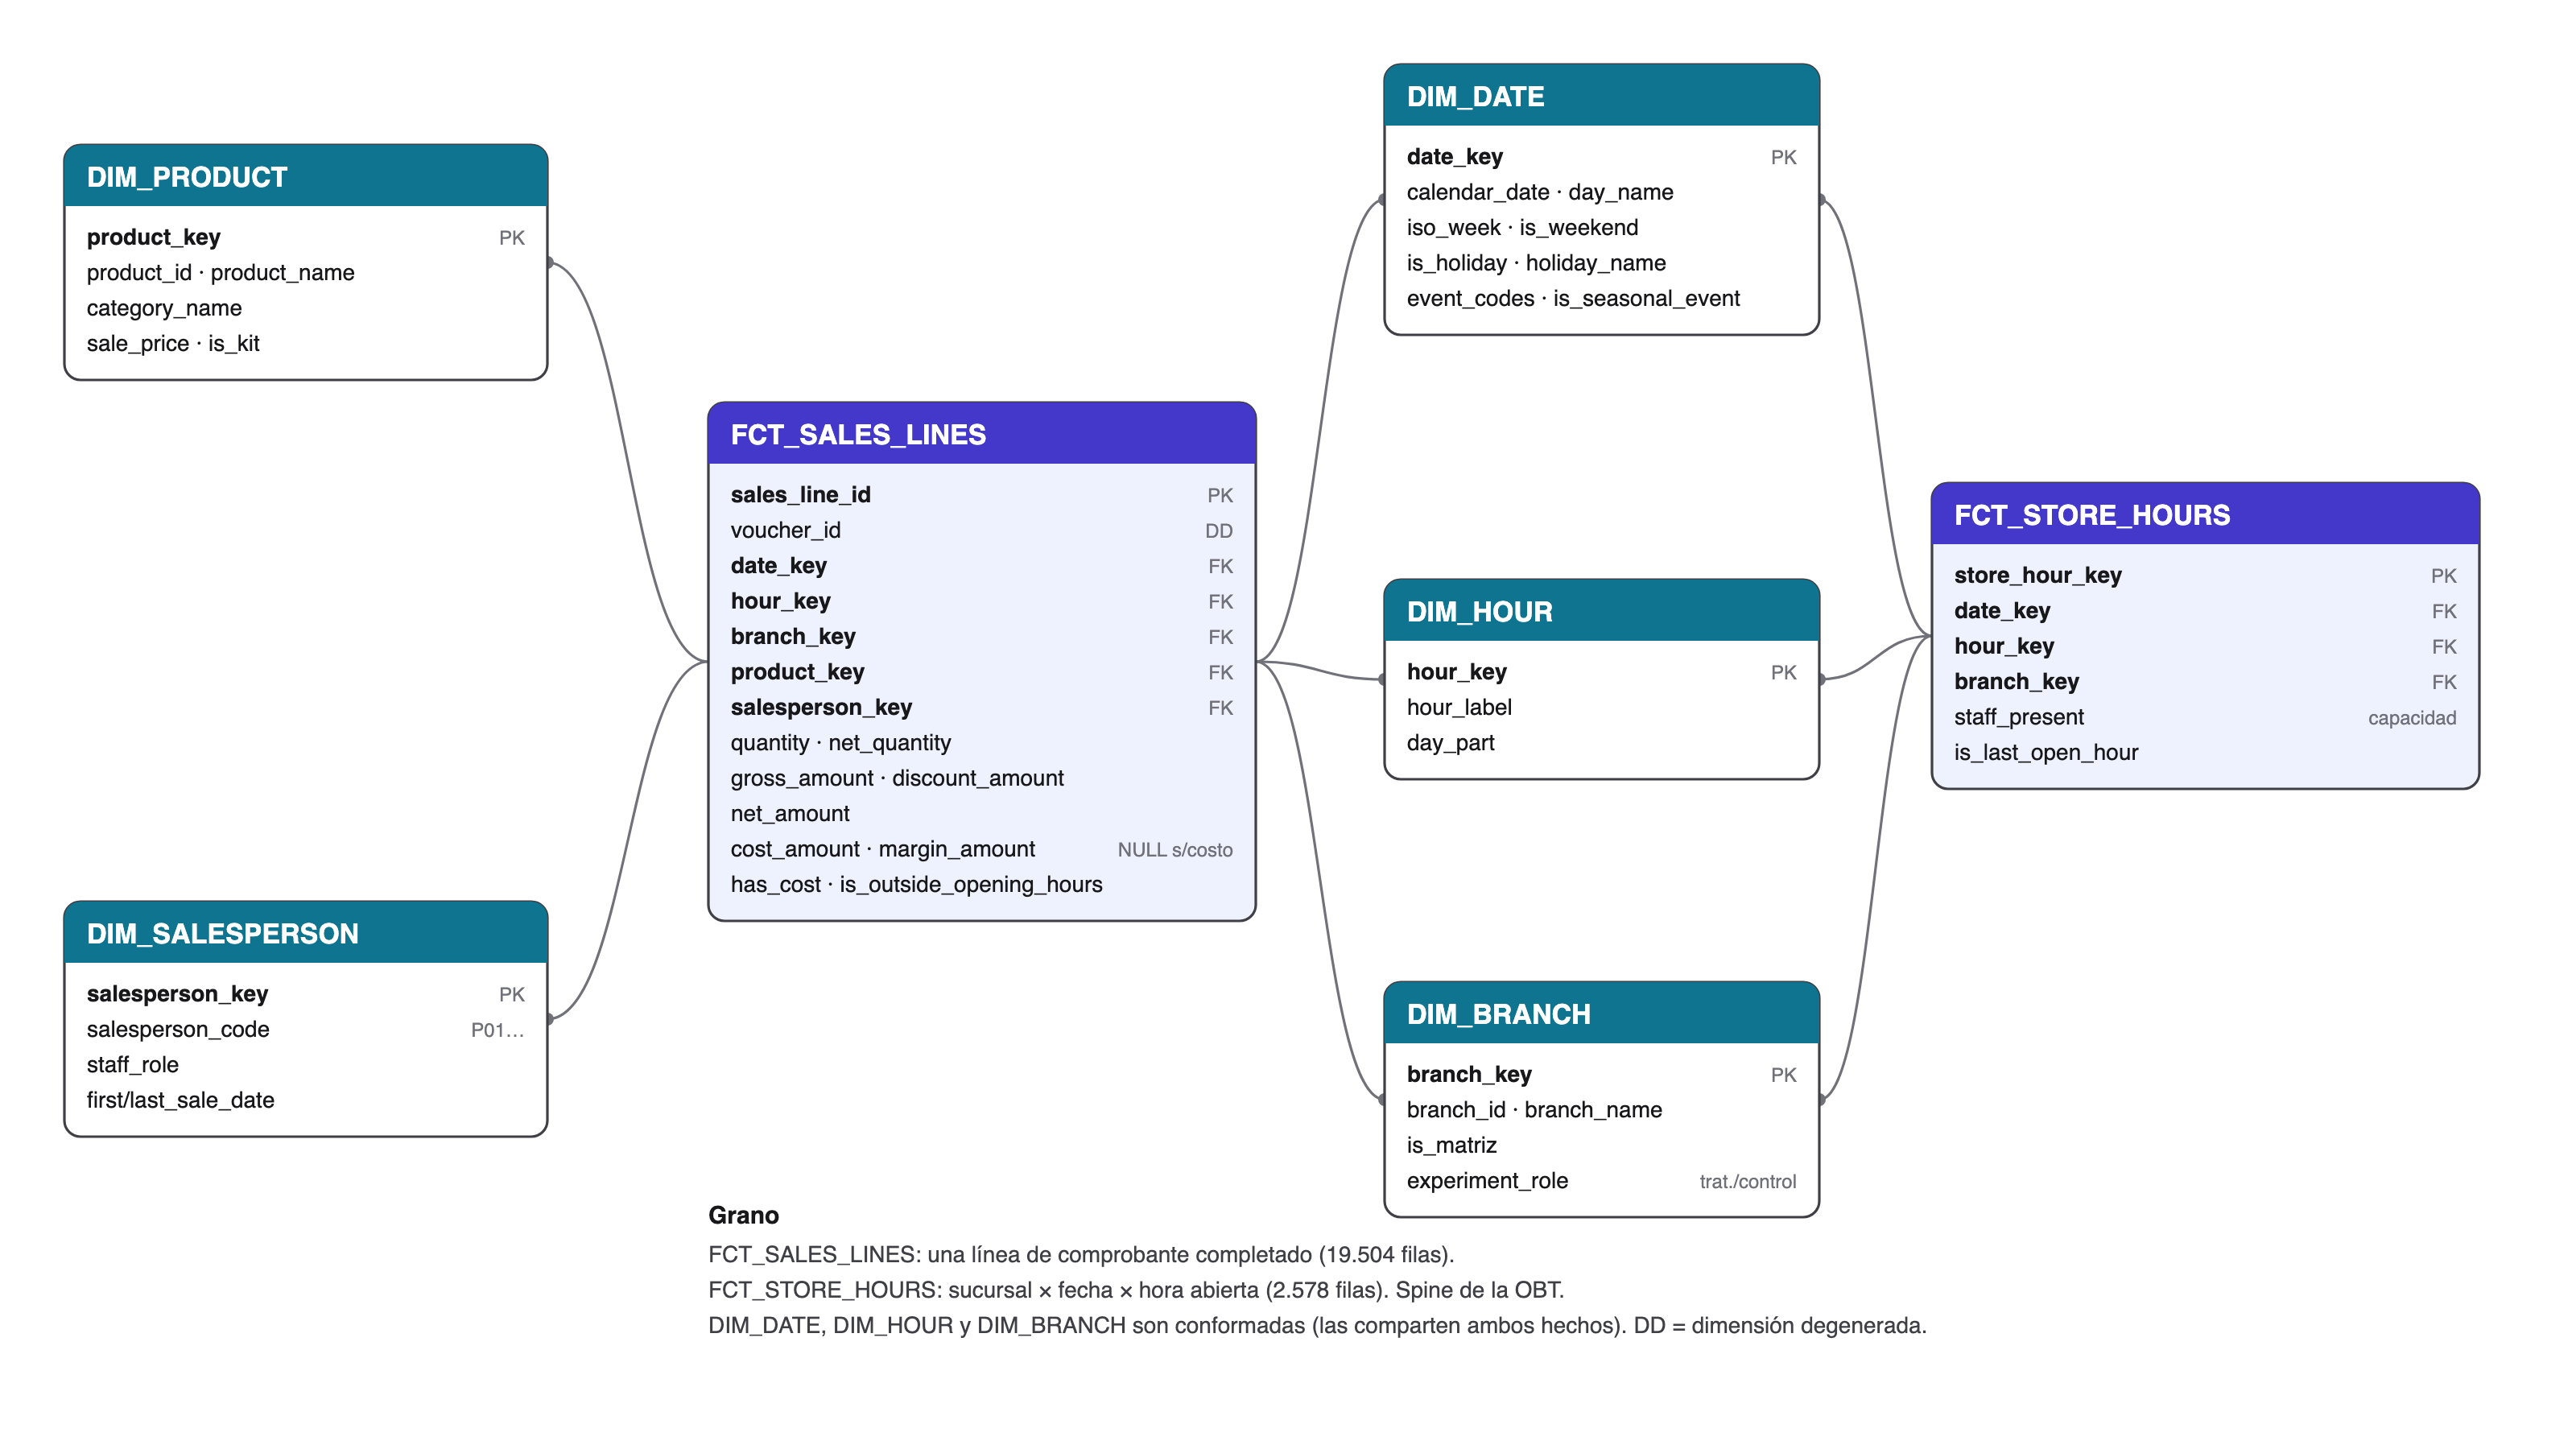 DIM_PRODUCT
product_key PK
product_id · product_name
category_name
sale_price · is_kit
DIM_SALESPERSON
salesperson_key PK
salesperson_code P01…
staff_role
first/last_sale_date
FCT_SALES_LINES
sales_line_id PK
voucher_id DD
date_key FK
hour_key FK
branch_key FK
product_key FK
salesperson_key FK
quantity · net_quantity
gross_amount · discount_amount
net_amount
cost_amount · margin_amount NULL s/costo
has_cost · is_outside_opening_hours
DIM_DATE
date_key PK
calendar_date · day_name
iso_week · is_weekend
is_holiday · holiday_name
event_codes · is_seasonal_event
DIM_HOUR
hour_key PK
hour_label
day_part
DIM_BRANCH
branch_key PK
branch_id · branch_name
is_matriz
experiment_role trat./control
FCT_STORE_HOURS
store_hour_key PK
date_key FK
hour_key FK
branch_key FK
staff_present capacidad
is_last_open_hour
Grano
FCT_SALES_LINES: una línea de comprobante completado (19.504 filas).
FCT_STORE_HOURS: sucursal × fecha × hora abierta (2.578 filas). Spine de la OBT.
DIM_DATE, DIM_HOUR y DIM_BRANCH son conformadas (las comparten ambos hechos). DD = dimensión degenerada.